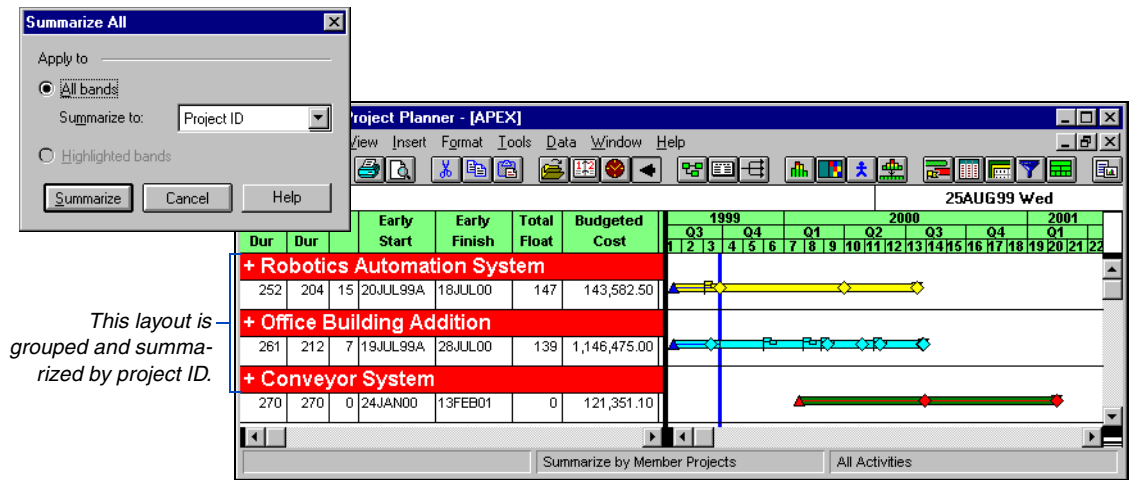 Summarize All
Apply to
All bands
Summarize to: Project ID
Highlighted bands
Summarize Cancel Help
Project Planner - [APEX]
View Insert Format Tools Data Window Help
25AUG99 Wed
Early Early Total Budgeted 1999 2000 2001
Q3 Q4 Q1 Q2 Q3 Q4 Q1
Dur Dur Start Finish Float Cost 1 2 3 4 5 6 7 8 9 10 11 12 13 14 15 16 17 18 19 20 21 22
+ Robotics Automation System
252 204 15 20JUL99A 18JUL00 147 143,582.50
This layout is
grouped and summa-
rized by project ID.
+ Office Building Addition
261 212 7 19JUL99A 28JUL00 139 1,146,475.00
+ Conveyor System
270 270 0 24JAN00 13FEB01 0 121,351.10
Summarize by Member Projects All Activities